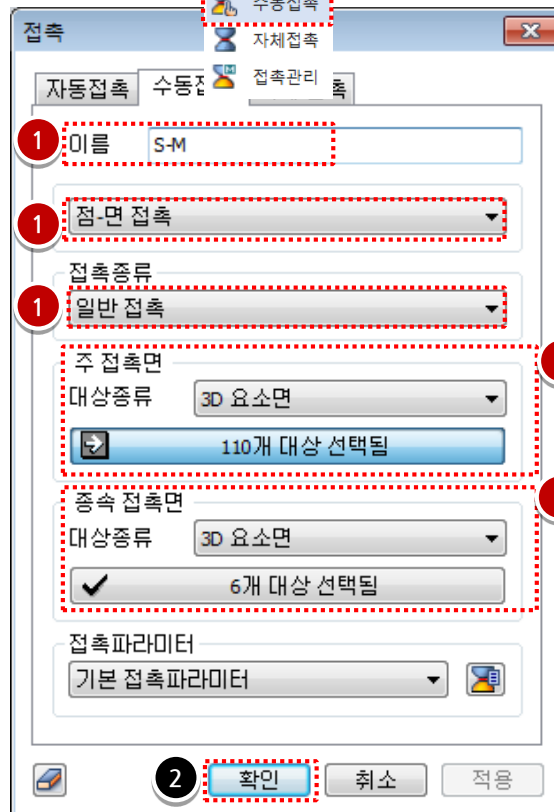 수동접촉
접촉
자체접촉
접촉관리
자동접촉
1
이름
S-M
1
점-면 접촉
접촉종류
1
일반 접촉
주 접촉면
대상종류
3D 요소면
110개 대상 선택됨
종속 접촉면
대상종류
3D 요소면
6개 대상 선택됨
접촉파라미터
기본 접촉파라미터
2
확인
취소
적용